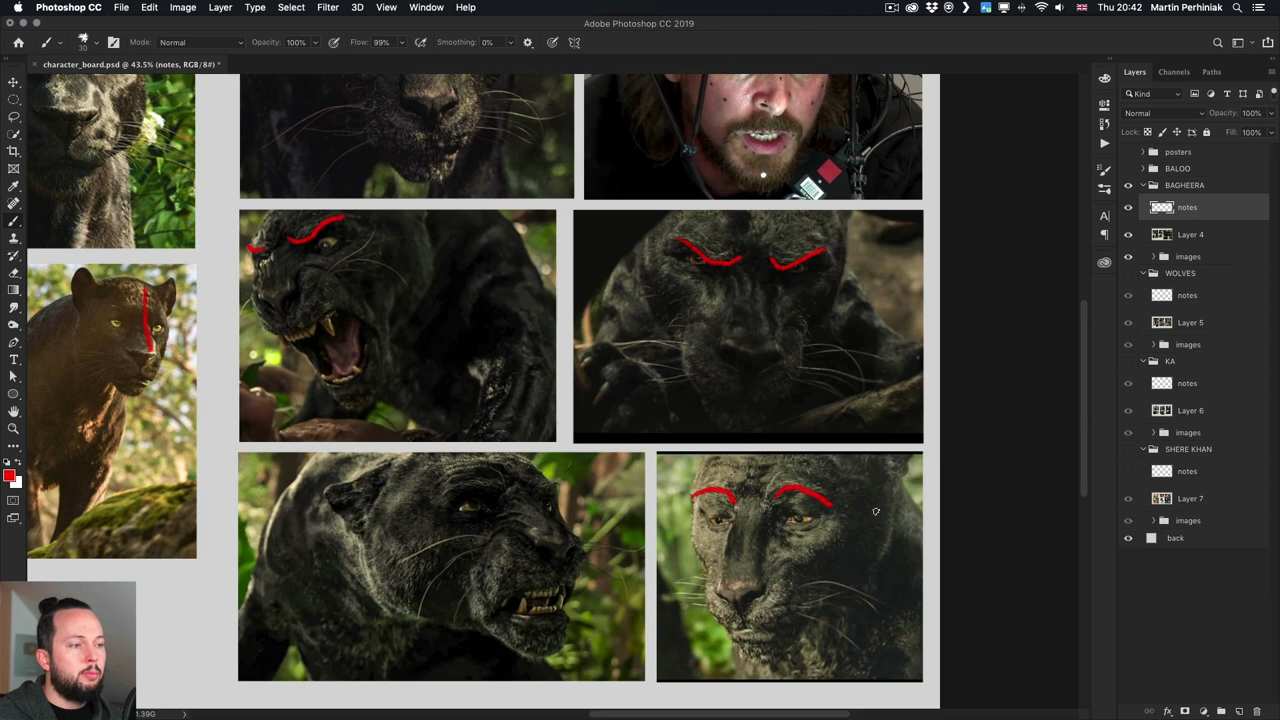 Photoshop CC File Edit Image Layer Type Select Filter 3D View Window Help Thu 20:42 Martin Perhiniak
Adobe Photoshop CC 2019
30 Mode: Normal Opacity: 100% Flow: 99% Smoothing: 0%
character_board.psd @ 43.5% (notes, RGB/8#) *
Layers Channels Paths
Kind
Normal Opacity: 100%
Lock: Fill: 100%
posters
BALOO
BAGHEERA
notes
Layer 4
images
WOLVES
notes
Layer 5
images
KA
notes
Layer 6
images
SHERE KHAN
notes
Layer 7
images
back
1.39G